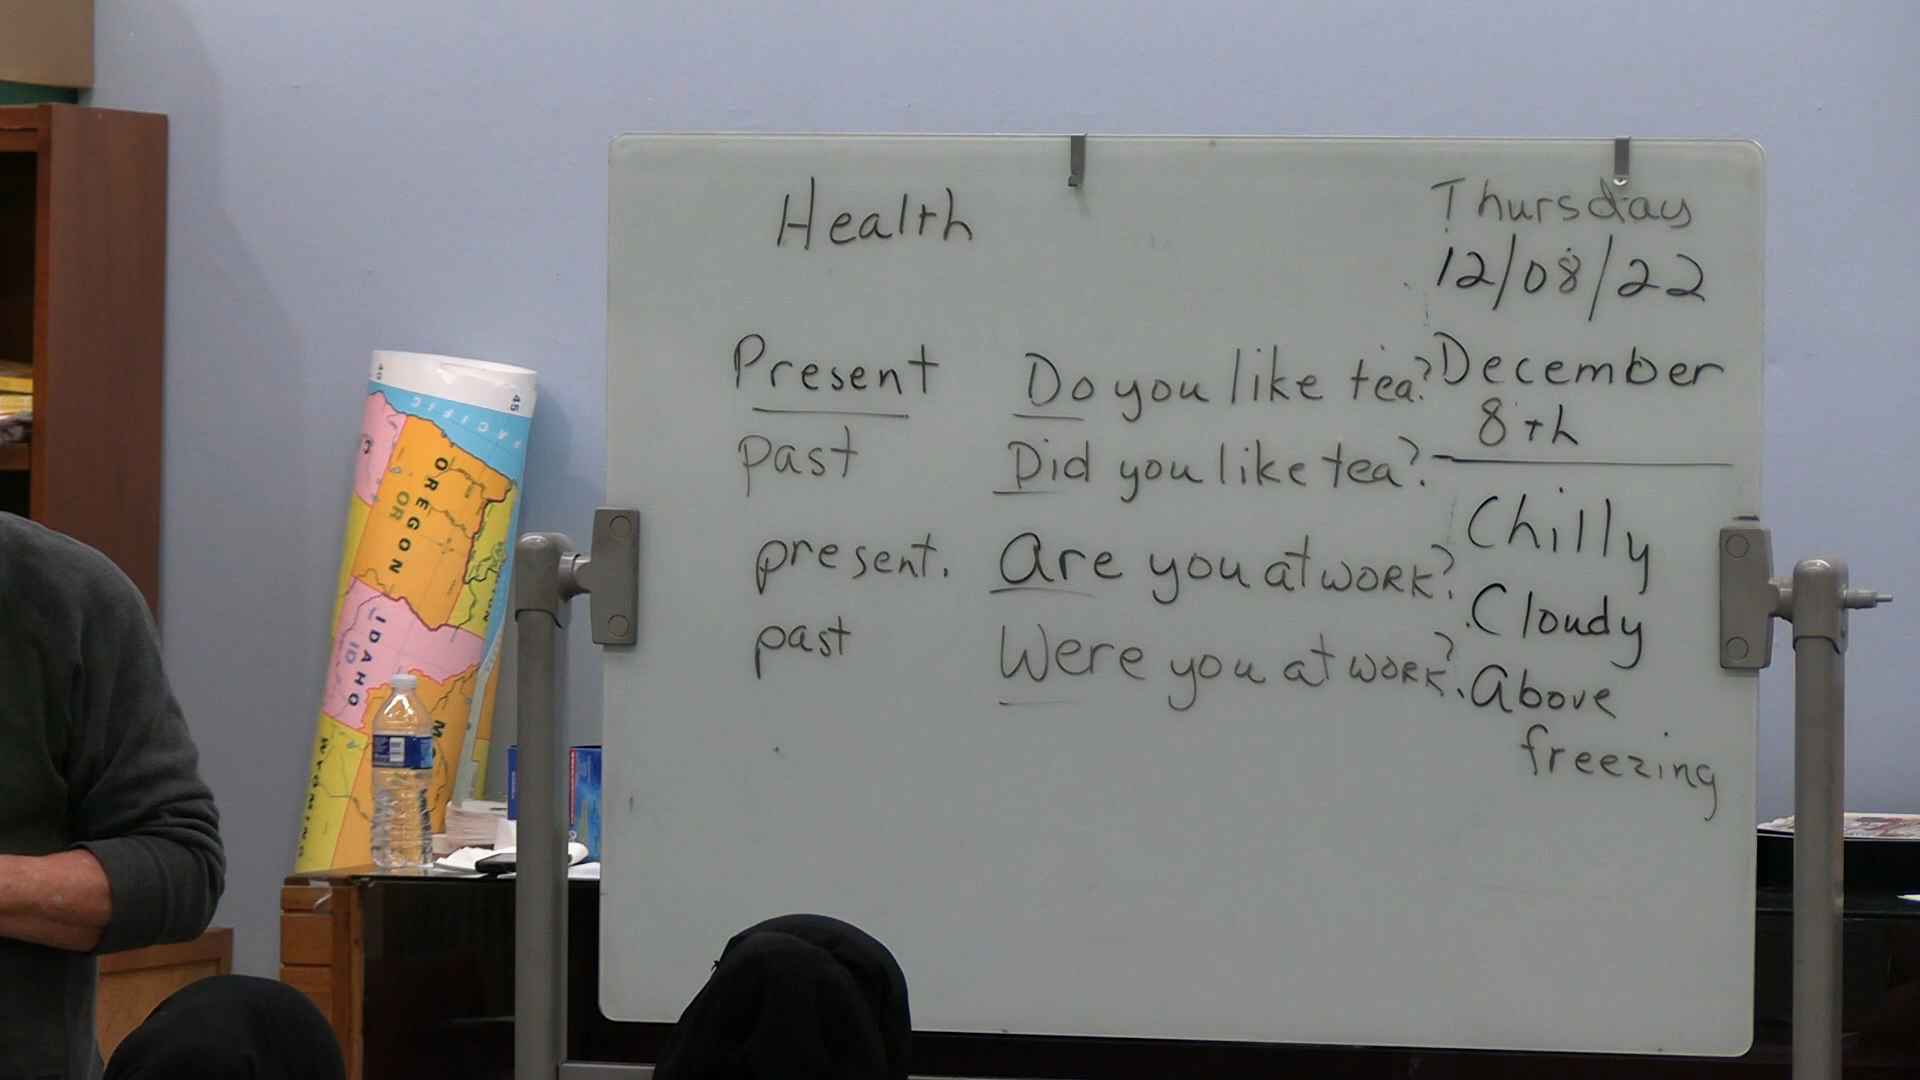 Health
Thursday
12/08/22
December
8th
Present Do you like tea?
past Did you like tea?
present. Are you at work?
past Were you at work?
Chilly
Cloudy
Above
freezing
PACIFIC
45
OREGON
OR
IDAHO
ID